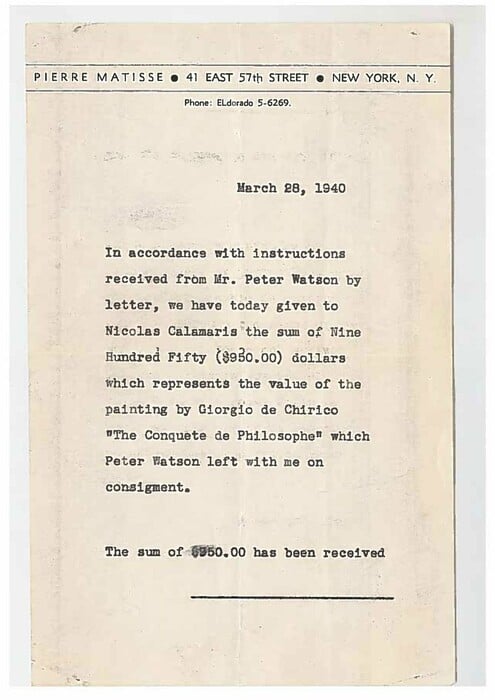 PIERRE MATISSE ● 41 EAST 57th STREET ● NEW YORK, N. Y.
Phone: ELdorado 5-6269.
March 28, 1940
In accordance with instructions
received from Mr. Peter Watson by
letter, we have today given to
Nicolas Calamaris the sum of Nine
Hundred Fifty ($950.00) dollars
which represents the value of the
painting by Giorgio de Chirico
"The Conquete de Philosophe" which
Peter Watson left with me on
consigment.
The sum of $950.00 has been received